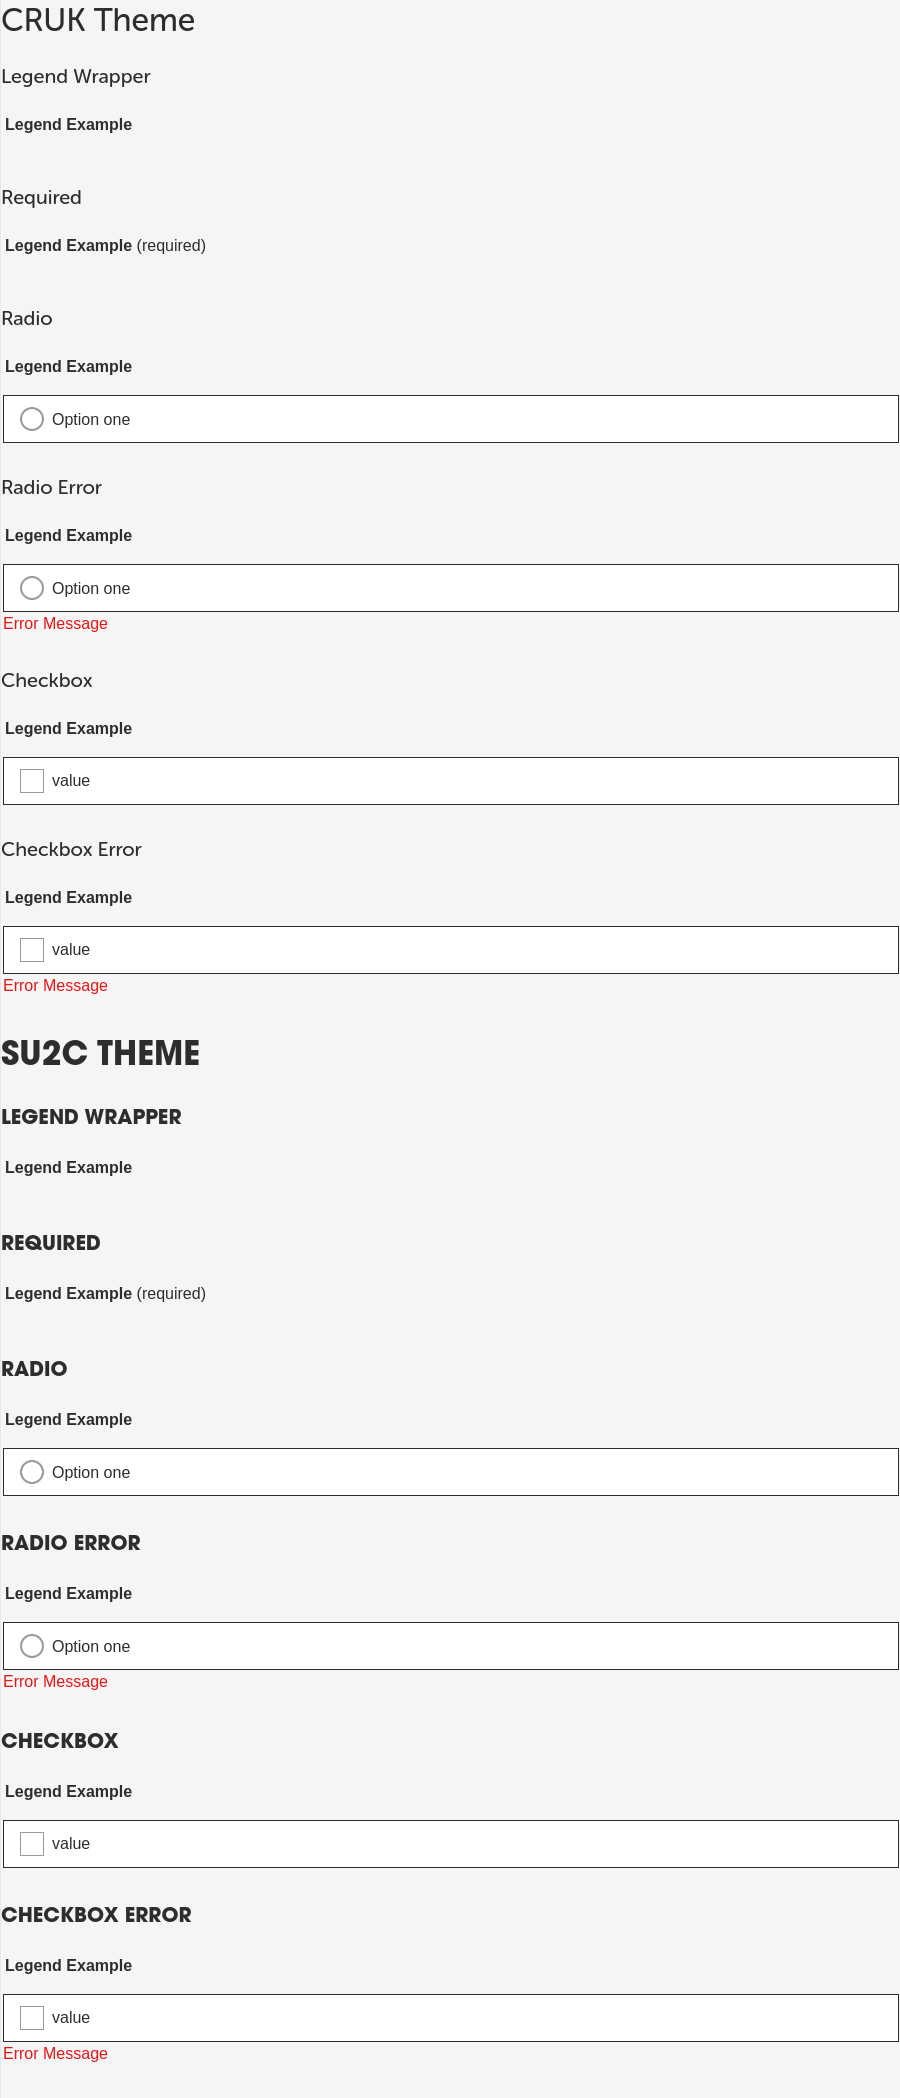 CRUK Theme
Legend Wrapper
Legend Example
Required
Legend Example (required)
Radio
Legend Example
Option one
Radio Error
Legend Example
Option one
Error Message
Checkbox
Legend Example
value
Checkbox Error
Legend Example
value
Error Message
SU2C THEME
LEGEND WRAPPER
Legend Example
REQUIRED
Legend Example (required)
RADIO
Legend Example
Option one
RADIO ERROR
Legend Example
Option one
Error Message
CHECKBOX
Legend Example
value
CHECKBOX ERROR
Legend Example
value
Error Message